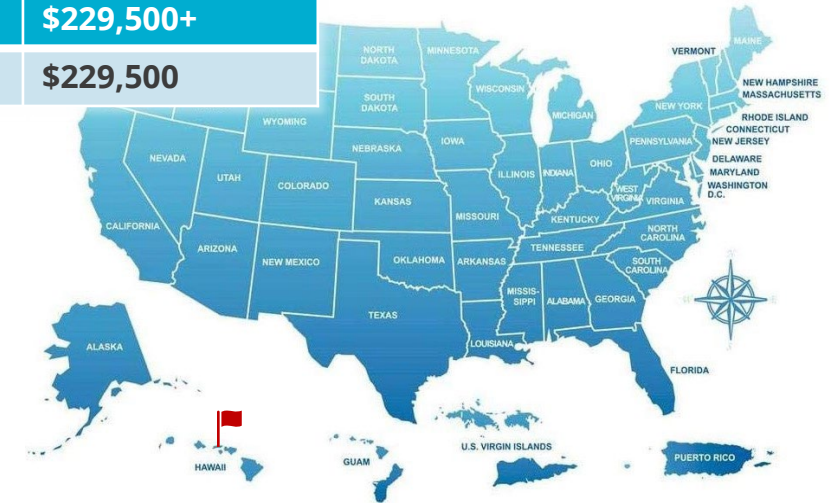 $229,500+
$229,500
NORTH
DAKOTA
MINNESOTA
VERMONT
MAINE
SOUTH
DAKOTA
WISCONSIN
MICHIGAN
NEW YORK
NEW HAMPSHIRE
MASSACHUSETTS
RHODE ISLAND
CONNECTICUT
NEW JERSEY
WYOMING
NEBRASKA
IOWA
PENNSYLVANIA
NEVADA
UTAH
COLORADO
KANSAS
MISSOURI
ILLINOIS
INDIANA
OHIO
WEST
VIRGINIA
VIRGINIA
DELAWARE
MARYLAND
WASHINGTON
D.C.
CALIFORNIA
ARIZONA
NEW MEXICO
OKLAHOMA
ARKANSAS
KENTUCKY
TENNESSEE
NORTH
CAROLINA
SOUTH
CAROLINA
TEXAS
LOUISIANA
MISSIS-
SIPPI
ALABAMA
GEORGIA
FLORIDA
ALASKA
HAWAII
GUAM
U.S. VIRGIN ISLANDS
PUERTO RICO